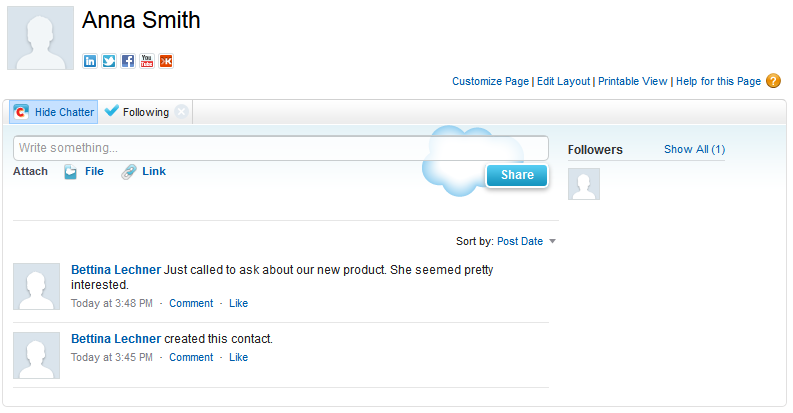 Anna Smith
in You Tube
Customize Page | Edit Layout | Printable View | Help for this Page ?
C Hide Chatter Following
Write something...
Attach File Link
Share
Followers Show All (1)
Sort by: Post Date
Bettina Lechner Just called to ask about our new product. She seemed pretty
interested.
Today at 3:48 PM · Comment · Like
Bettina Lechner created this contact.
Today at 3:45 PM · Comment · Like